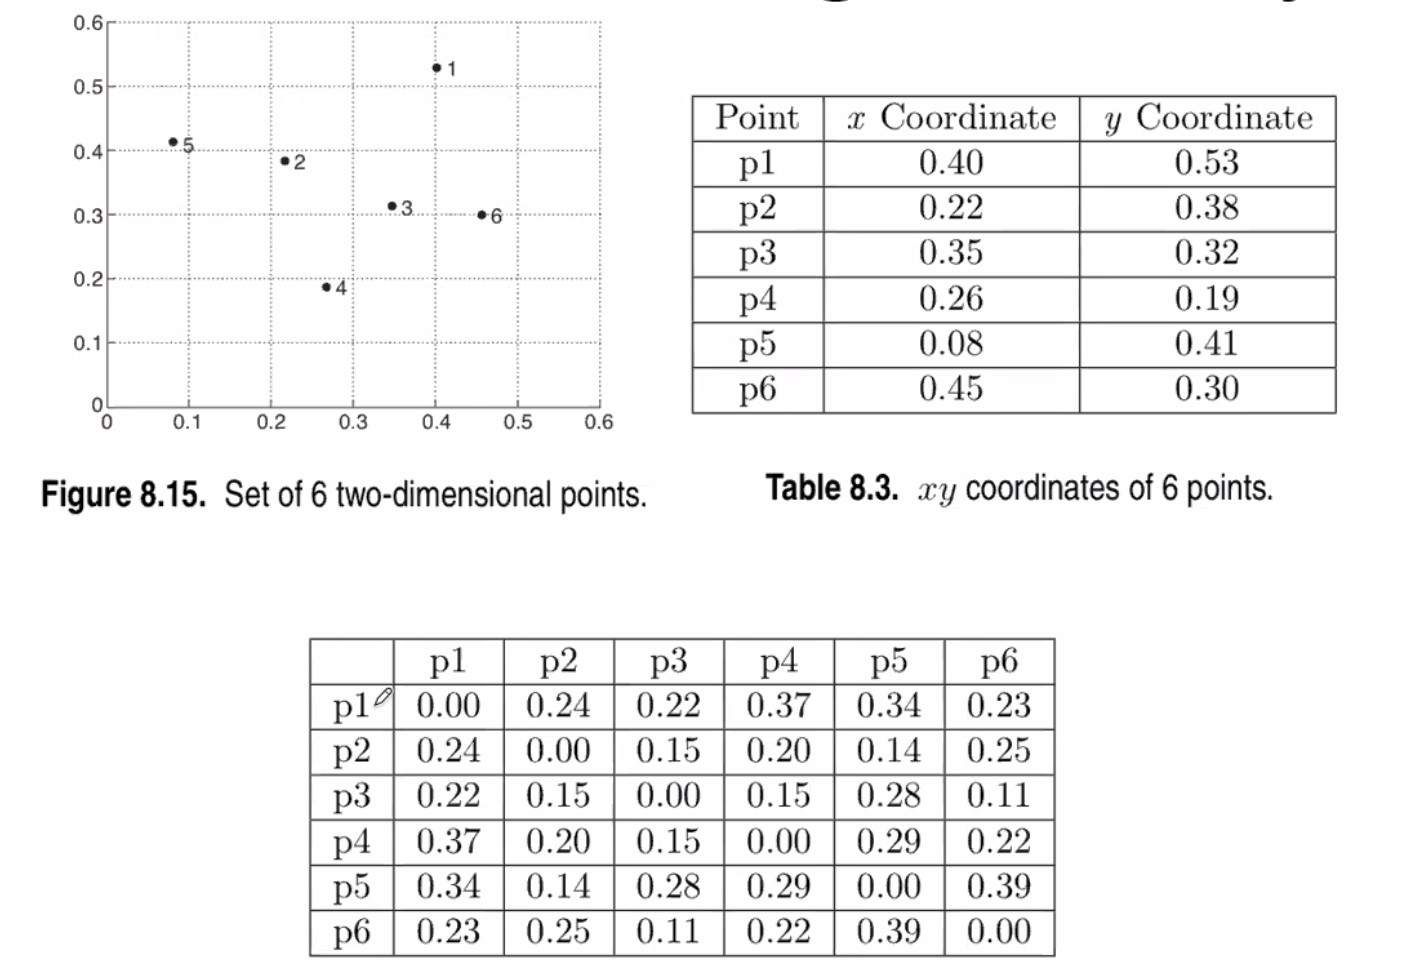 0.6
0.5
0.4
0.3
0.2
0.1
0
0 0.1 0.2 0.3 0.4 0.5 0.6
1
5
2
3
6
4
Figure 8.15. Set of 6 two-dimensional points.
Point x Coordinate y Coordinate
p1 0.40 0.53
p2 0.22 0.38
p3 0.35 0.32
p4 0.26 0.19
p5 0.08 0.41
p6 0.45 0.30
Table 8.3. xy coordinates of 6 points.
p1 p2 p3 p4 p5 p6
p1 0.00 0.24 0.22 0.37 0.34 0.23
p2 0.24 0.00 0.15 0.20 0.14 0.25
p3 0.22 0.15 0.00 0.15 0.28 0.11
p4 0.37 0.20 0.15 0.00 0.29 0.22
p5 0.34 0.14 0.28 0.29 0.00 0.39
p6 0.23 0.25 0.11 0.22 0.39 0.00